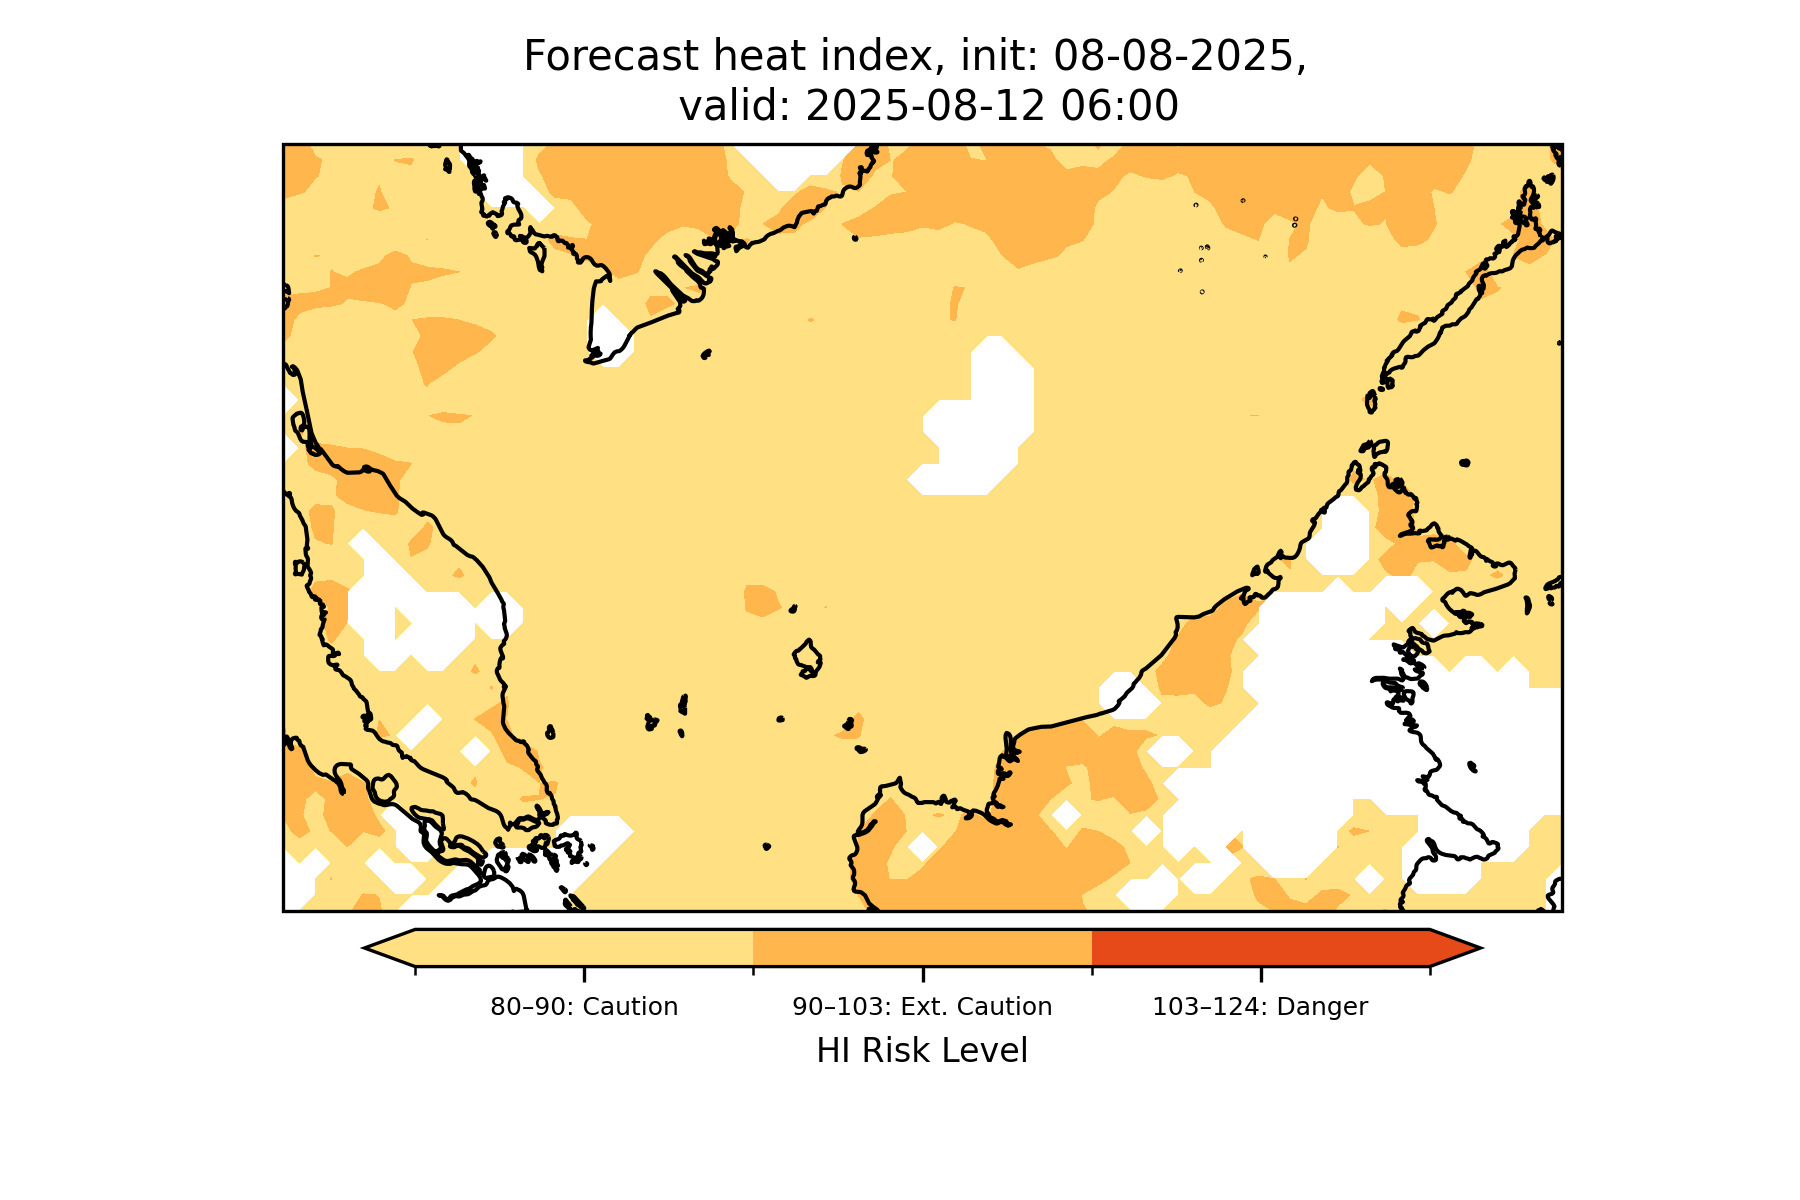 Forecast heat index, init: 08-08-2025,
valid: 2025-08-12 06:00
80–90: Caution
90–103: Ext. Caution
103–124: Danger
HI Risk Level